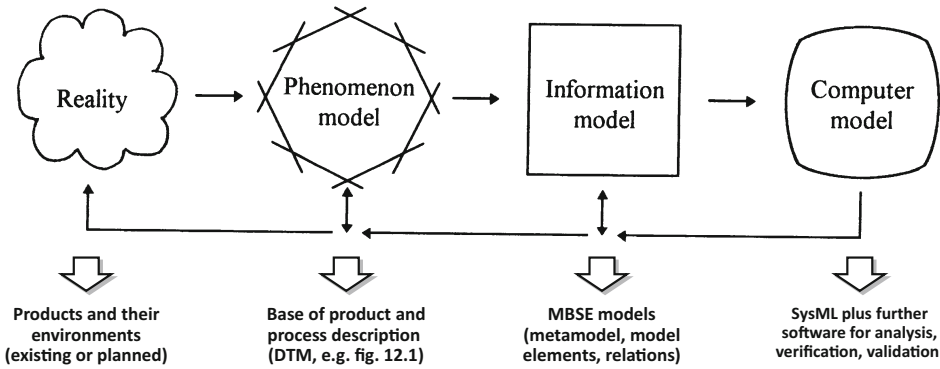 Reality
Phenomenon
model
Information
model
Computer
model
Products and their
environments
(existing or planned)
Base of product and
process description
(DTM, e.g. fig. 12.1)
MBSE models
(metamodel, model
elements, relations)
SysML plus further
software for analysis,
verification, validation